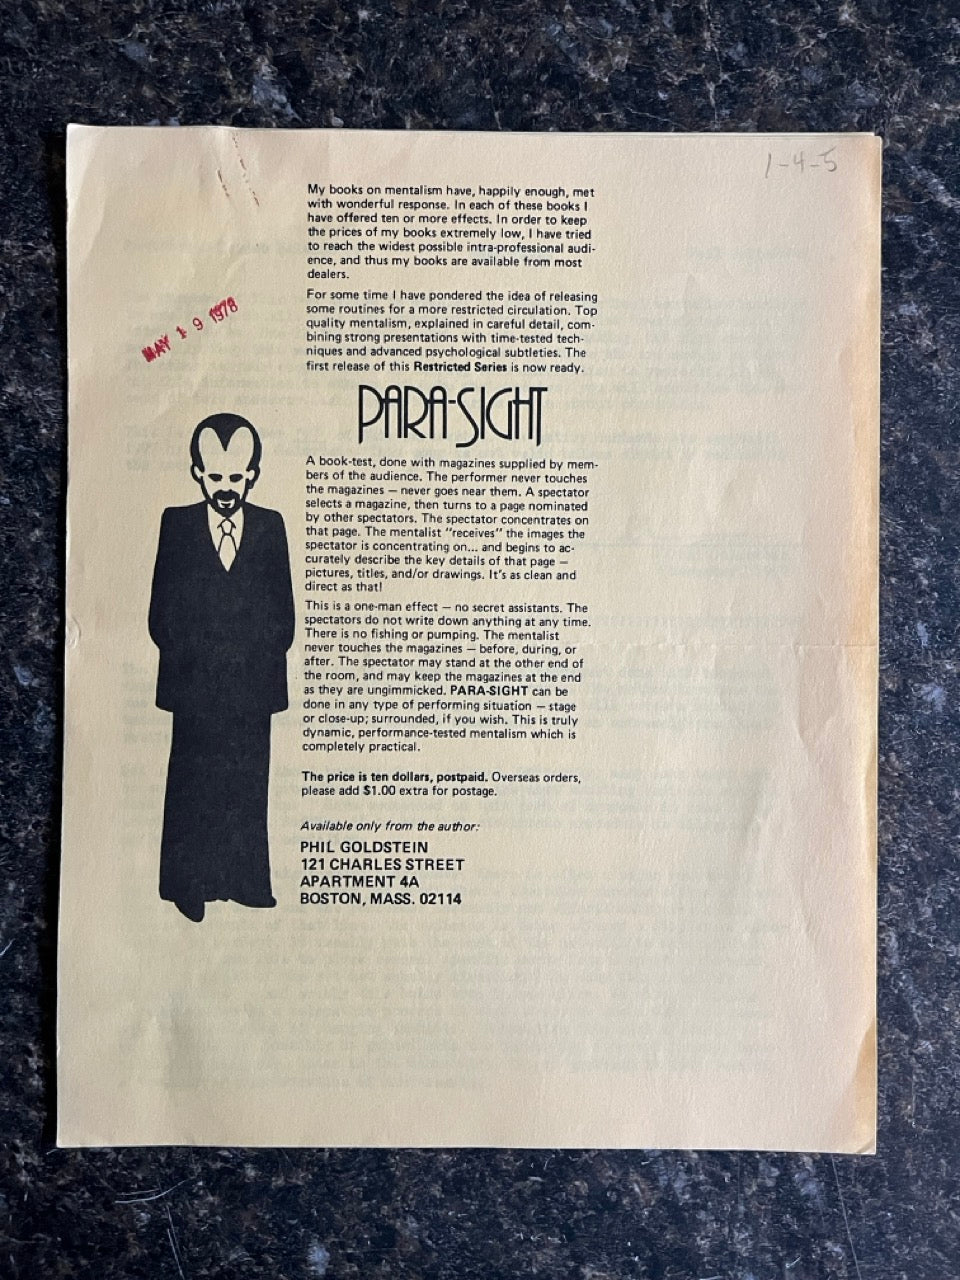 1-4-5
My books on mentalism have, happily enough, met
with wonderful response. In each of these books I
have offered ten or more effects. In order to keep
the prices of my books extremely low, I have tried
to reach the widest possible intra-professional audi-
ence, and thus my books are available from most
dealers.
For some time I have pondered the idea of releasing
some routines for a more restricted circulation. Top
quality mentalism, explained in careful detail, com-
bining strong presentations with time-tested tech-
niques and advanced psychological subtleties. The
first release of this Restricted Series is now ready.
MAY 19 1978
PARA-SIGHT
A book-test, done with magazines supplied by mem-
bers of the audience. The performer never touches
the magazines — never goes near them. A spectator
selects a magazine, then turns to a page nominated
by other spectators. The spectator concentrates on
that page. The mentalist "receives" the images the
spectator is concentrating on... and begins to ac-
curately describe the key details of that page —
pictures, titles, and/or drawings. It's as clean and
direct as that!
This is a one-man effect — no secret assistants. The
spectators do not write down anything at any time.
There is no fishing or pumping. The mentalist
never touches the magazines — before, during, or
after. The spectator may stand at the other end of
the room, and may keep the magazines at the end
as they are ungimmicked. PARA-SIGHT can be
done in any type of performing situation — stage
or close-up; surrounded, if you wish. This is truly
dynamic, performance-tested mentalism which is
completely practical.
The price is ten dollars, postpaid. Overseas orders,
please add $1.00 extra for postage.
Available only from the author:
PHIL GOLDSTEIN
121 CHARLES STREET
APARTMENT 4A
BOSTON, MASS. 02114